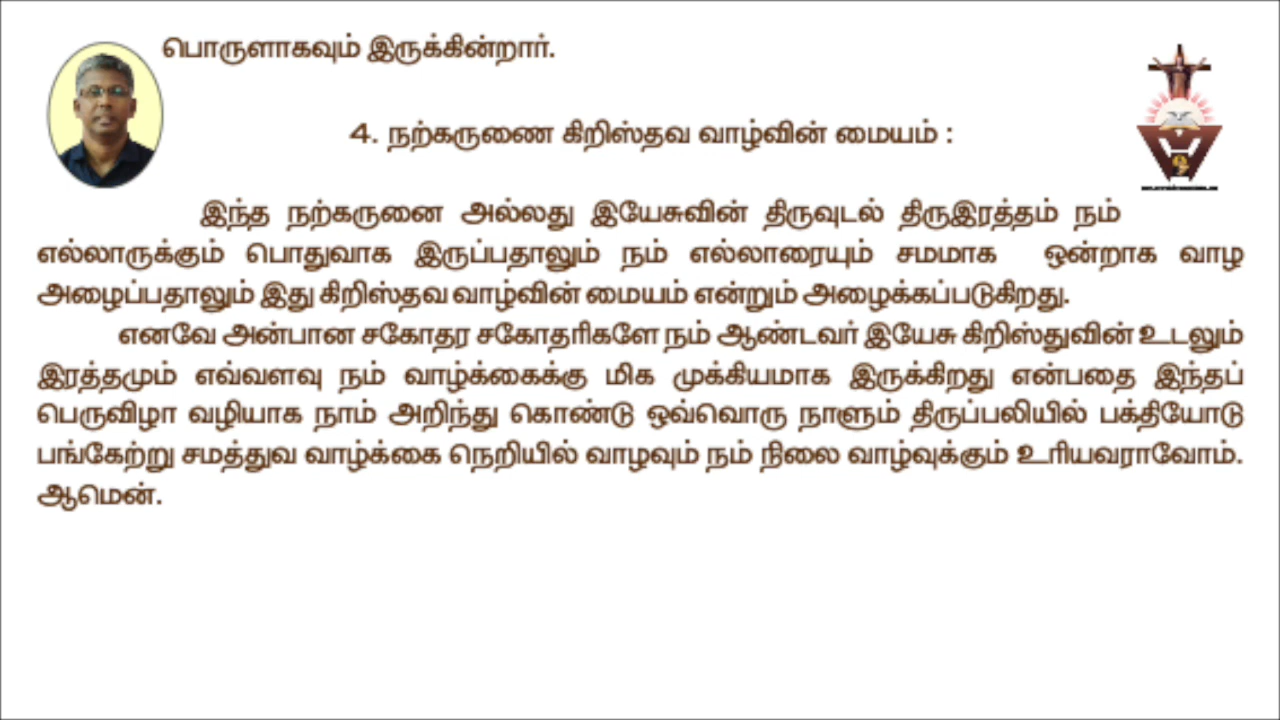 பொருளாகவும் இருக்கின்றார்.
4. நற்கருணை கிறிஸ்தவ வாழ்வின் மையம் :
இந்த நற்கருனை அல்லது இயேசுவின் திருவுடல் திருஇரத்தம் நம்
எல்லாருக்கும் பொதுவாக இருப்பதாலும் நம் எல்லாரையும் சமமாக ஒன்றாக வாழ
அழைப்பதாலும் இது கிறிஸ்தவ வாழ்வின் மையம் என்றும் அழைக்கப்படுகிறது.
எனவே அன்பான சகோதர சகோதரிகளே நம் ஆண்டவர் இயேசு கிறிஸ்துவின் உடலும்
இரத்தமும் எவ்வளவு நம் வாழ்க்கைக்கு மிக முக்கியமாக இருக்கிறது என்பதை இந்தப்
பெருவிழா வழியாக நாம் அறிந்து கொண்டு ஒவ்வொரு நாளும் திருப்பலியில் பக்தியோடு
பங்கேற்று சமத்துவ வாழ்க்கை நெறியில் வாழவும் நம் நிலை வாழ்வுக்கும் உரியவராவோம்.
ஆமென்.